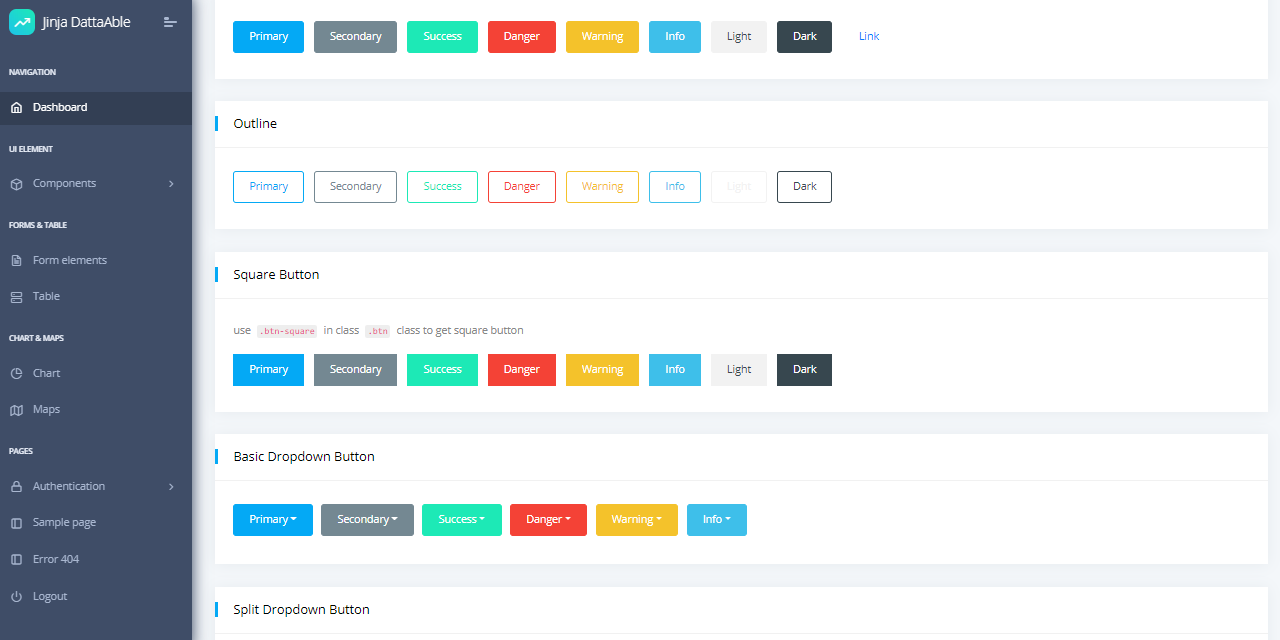 Jinja DattaAble
NAVIGATION
Dashboard
UI ELEMENT
Components
FORMS & TABLE
Form elements
Table
CHART & MAPS
Chart
Maps
PAGES
Authentication
Sample page
Error 404
Logout
Primary Secondary Success Danger Warning Info Light Dark Link
Outline
Primary Secondary Success Danger Warning Info Light Dark
Square Button
use .btn-square in class .btn class to get square button
Primary Secondary Success Danger Warning Info Light Dark
Basic Dropdown Button
Primary Secondary Success Danger Warning Info
Split Dropdown Button